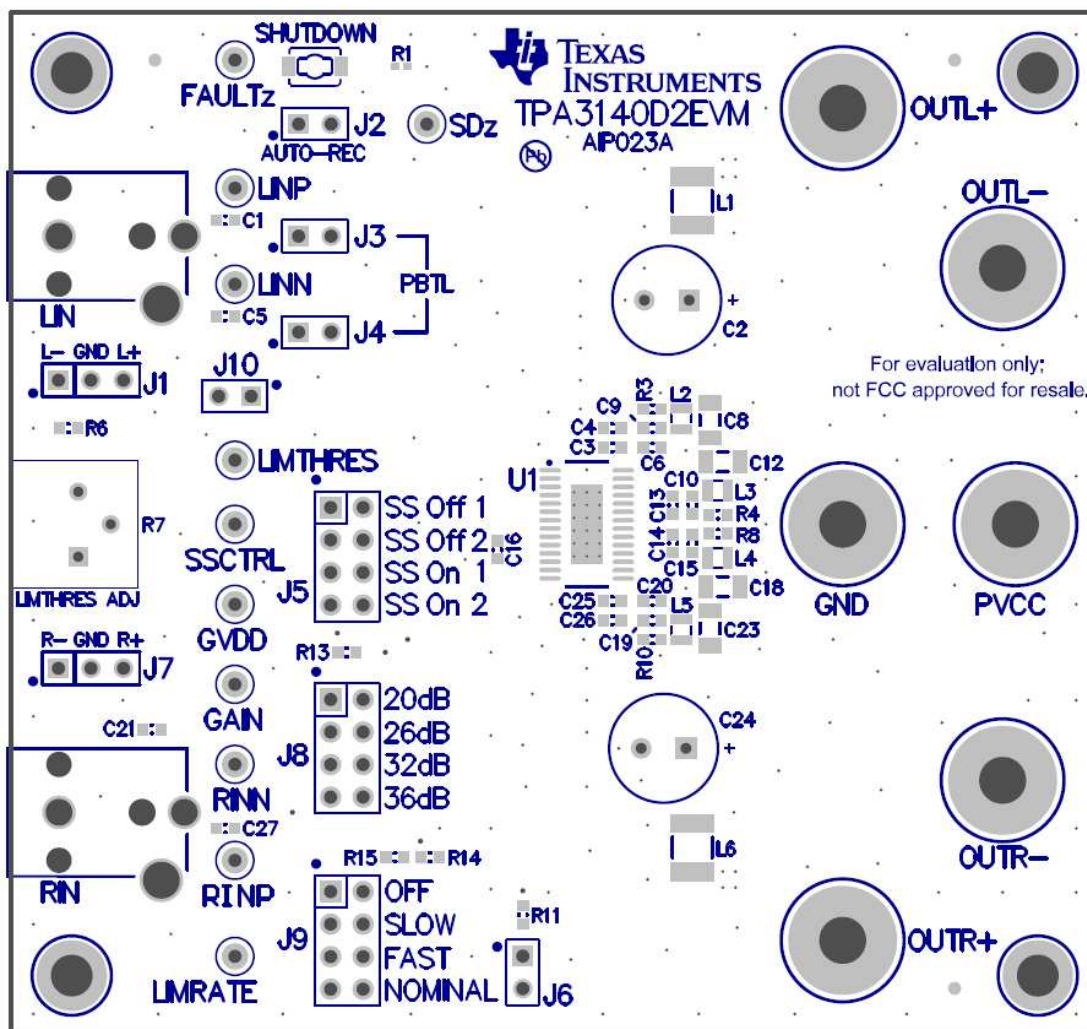 SHUTDOWN
R1
FAULTz
J2
AUTO-REC
SDz
TEXAS
INSTRUMENTS
TPA3140D2EVM
AIP023A
Pb
OUTL+
LINP
C1
J3
L1
OUTL-
LINN
PBTL
C5
LIN
J4
+
C2
L- GND L+
J1
J10
For evaluation only;
not FCC approved for resale.
R6
C9
R3
L2
C4
C8
C3
C6
LIMTHRES
U1
C12
R7
SS Off 1
SS Off 2
SS On 1
SS On 2
J5
SSCTRL
C16
C13
C10
L3
R4
R8
C14
C15
L4
LIMTHRES ADJ
GND
PVCC
C25
C20
L5
C18
C26
C19
C23
R10
GVDD
R- GND R+
J7
R13
C21
GAIN
20dB
26dB
32dB
36dB
J8
C24
+
RINN
C27
RIN
RINP
R15
R14
L6
OUTR-
OFF
SLOW
FAST
NOMINAL
J9
R11
J6
OUTR+
LIMRATE